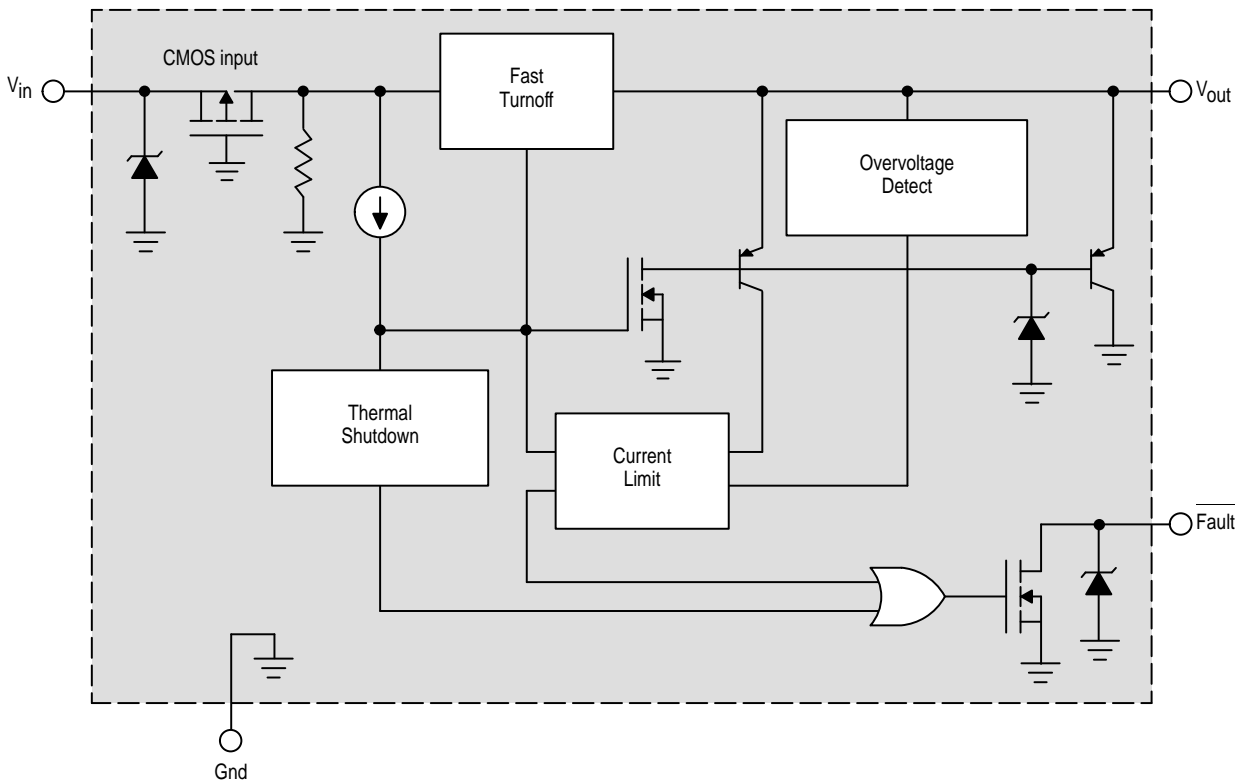 CMOS input
Vin
Fast
Turnoff
Vout
Overvoltage
Detect
Thermal
Shutdown
Current
Limit
Fault
Gnd